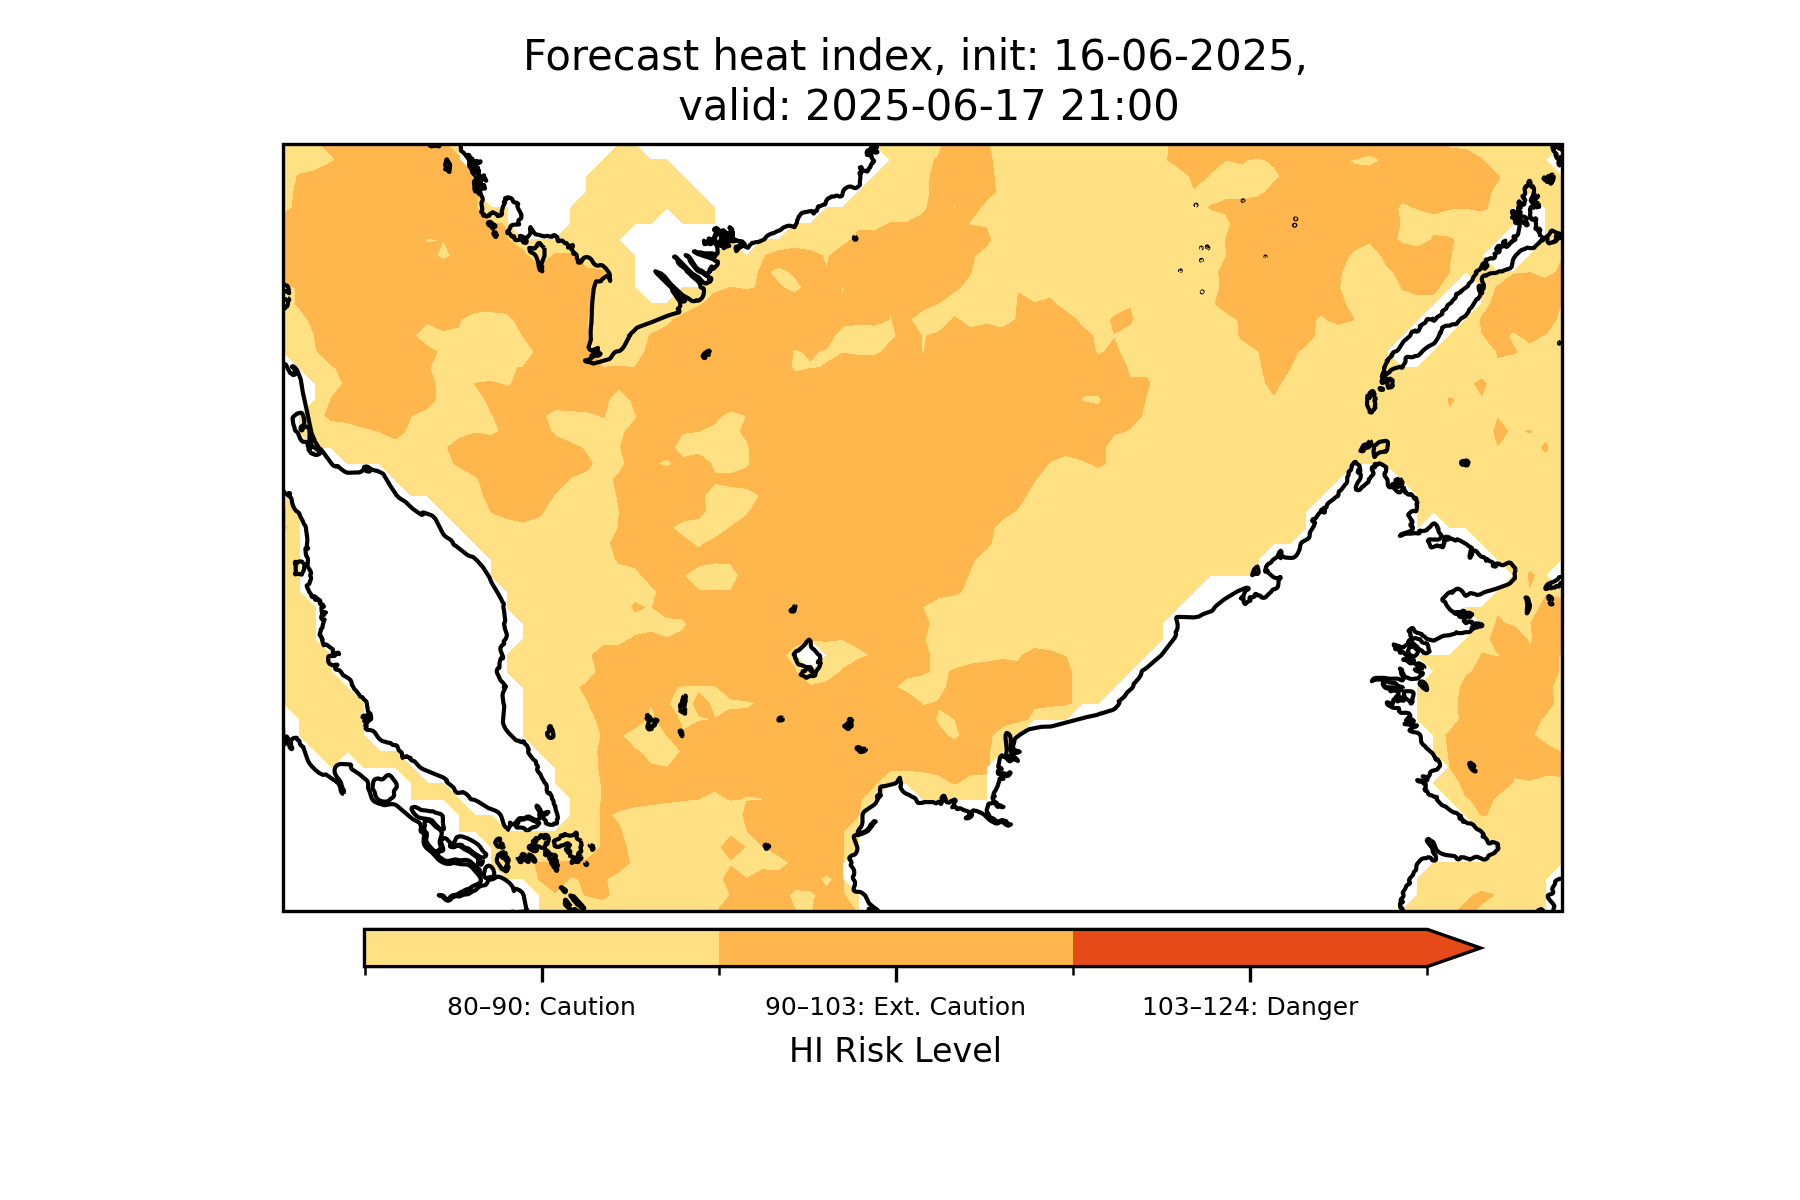 Forecast heat index, init: 16-06-2025,
valid: 2025-06-17 21:00
80–90: Caution
90–103: Ext. Caution
103–124: Danger
HI Risk Level